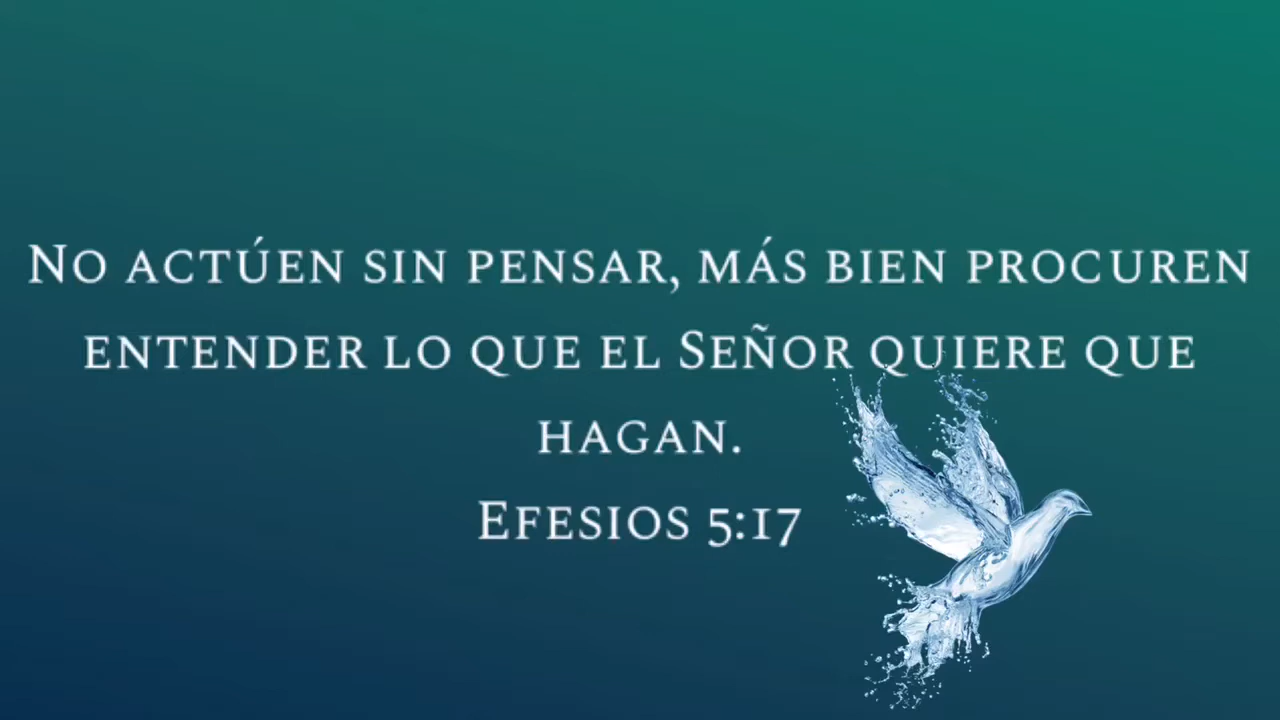 No actúen sin pensar, más bien procuren
entender lo que el Señor quiere que
hagan.
Efesios 5:17